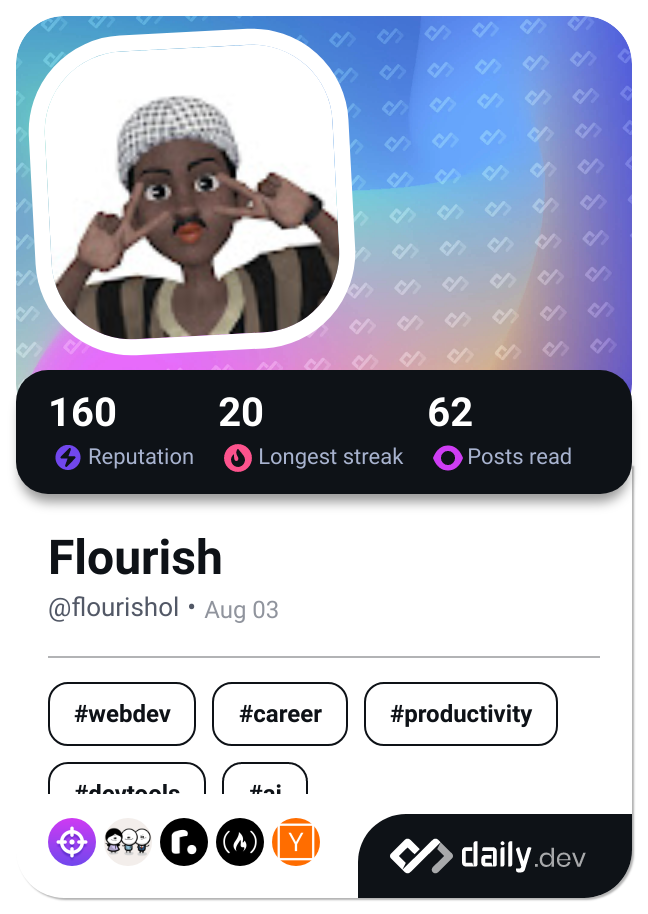 160 20 62
Reputation Longest streak Posts read
Flourish
@flourishol • Aug 03
#webdev #career #productivity
#devtools #ai
r. Y
daily.dev